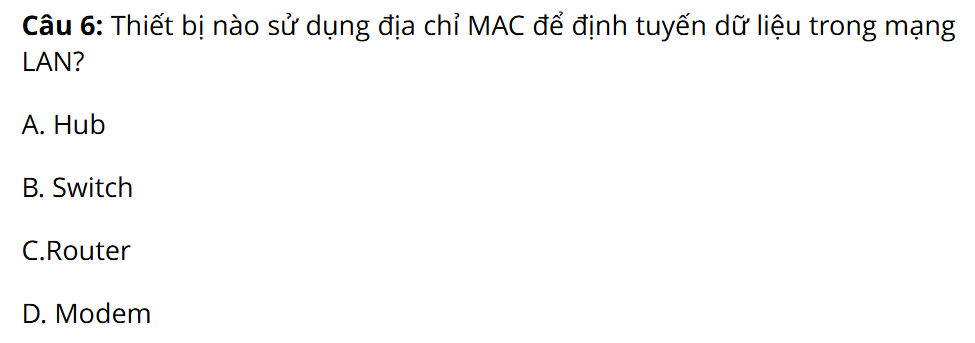 Câu 6: Thiết bị nào sử dụng địa chỉ MAC để định tuyến dữ liệu trong mạng
LAN?
A. Hub
B. Switch
C.Router
D. Modem